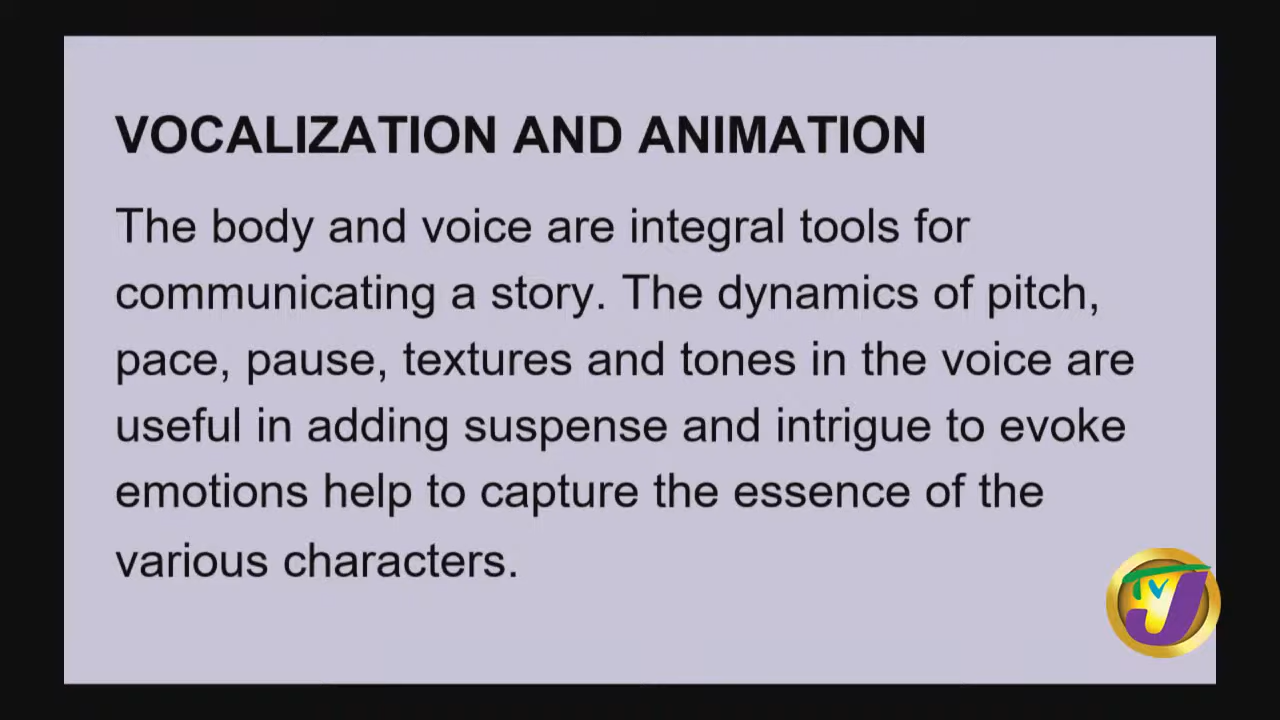 VOCALIZATION AND ANIMATION
The body and voice are integral tools for
communicating a story. The dynamics of pitch,
pace, pause, textures and tones in the voice are
useful in adding suspense and intrigue to evoke
emotions help to capture the essence of the
various characters.
TVJ